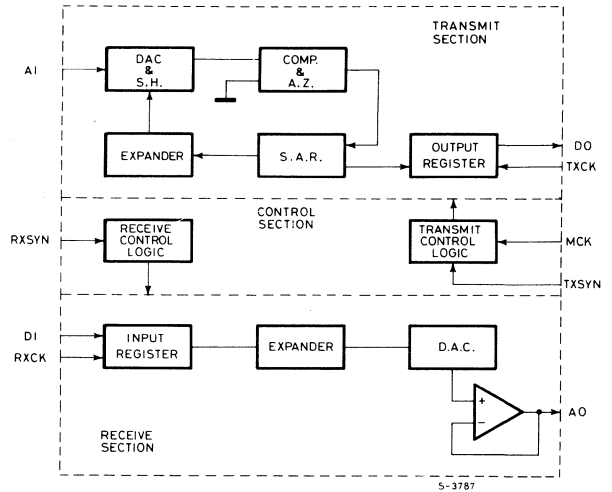 TRANSMIT
SECTION
AI
DAC
&
S.H.
COMP.
&
A.Z.
EXPANDER
S.A.R.
OUTPUT
REGISTER
DO
TXCK
CONTROL
SECTION
RXSYN
RECEIVE
CONTROL
LOGIC
TRANSMIT
CONTROL
LOGIC
MCK
TXSYN
DI
RXCK
INPUT
REGISTER
EXPANDER
D.A.C.
+
−
AO
RECEIVE
SECTION
S-3787